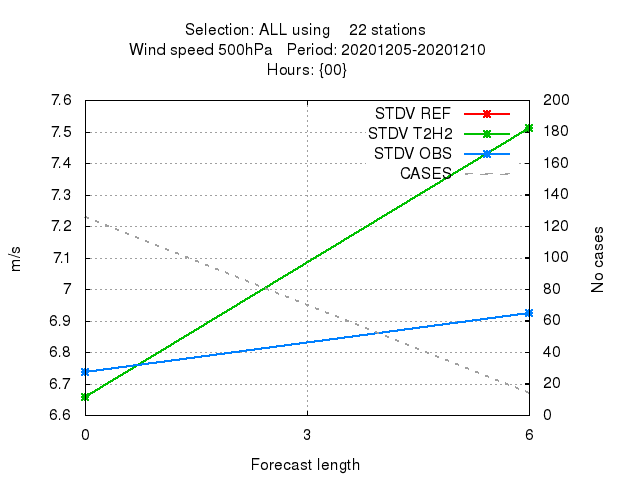 Selection: ALL using 22 stations
Wind speed 500hPa Period: 20201205-20201210
Hours: {00}
7.6
7.5
7.4
7.3
7.2
7.1
7
6.9
6.8
6.7
6.6
m/s
STDV REF
STDV T2H2
STDV OBS
CASES
200
180
160
140
120
100
80
60
40
20
0
No cases
0 3 6
Forecast length